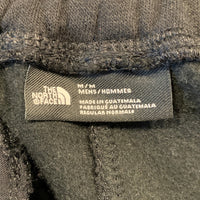 THE
NORTH
FACE
M/M
MENS/HOMMES
MADE IN GUATEMALA
FABRIQUÉ AU GUATEMALA
REGULAR NORMALE